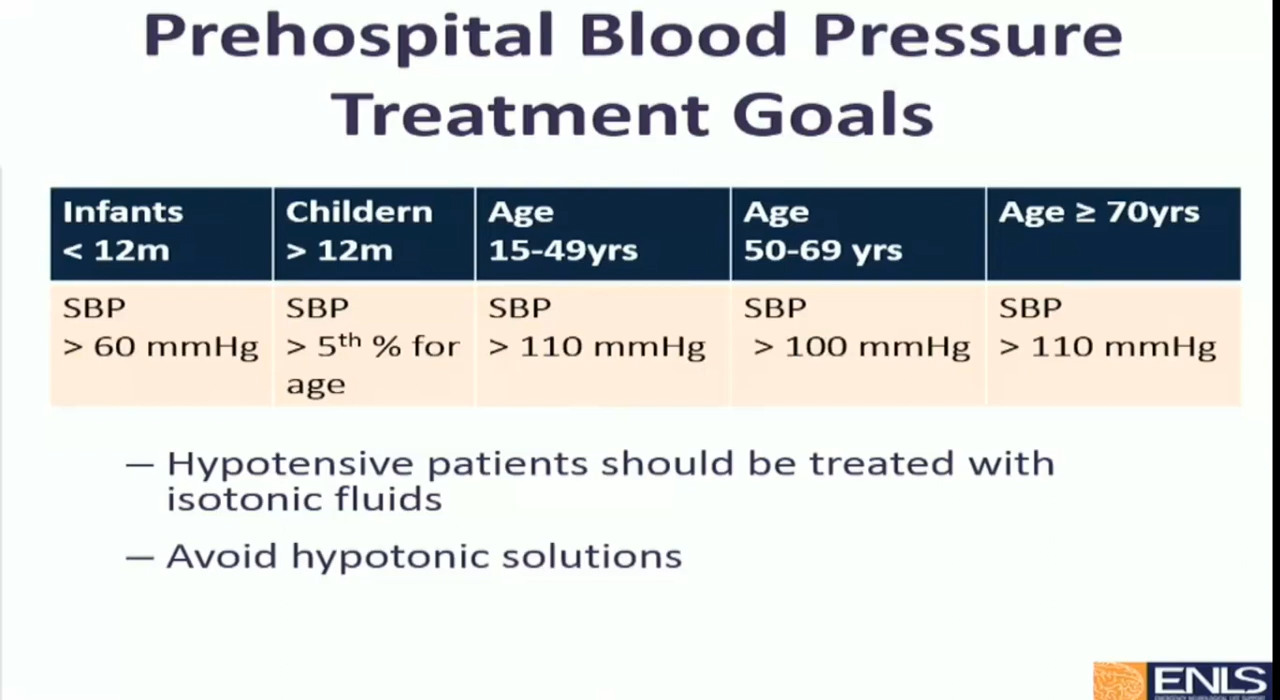 Prehospital Blood Pressure
Treatment Goals
Infants
< 12m
Childern
> 12m
Age
15-49yrs
Age
50-69 yrs
Age ≥ 70yrs
SBP
> 60 mmHg
SBP
> 5th % for
age
SBP
> 110 mmHg
SBP
> 100 mmHg
SBP
> 110 mmHg
— Hypotensive patients should be treated with
isotonic fluids
— Avoid hypotonic solutions
ENLS